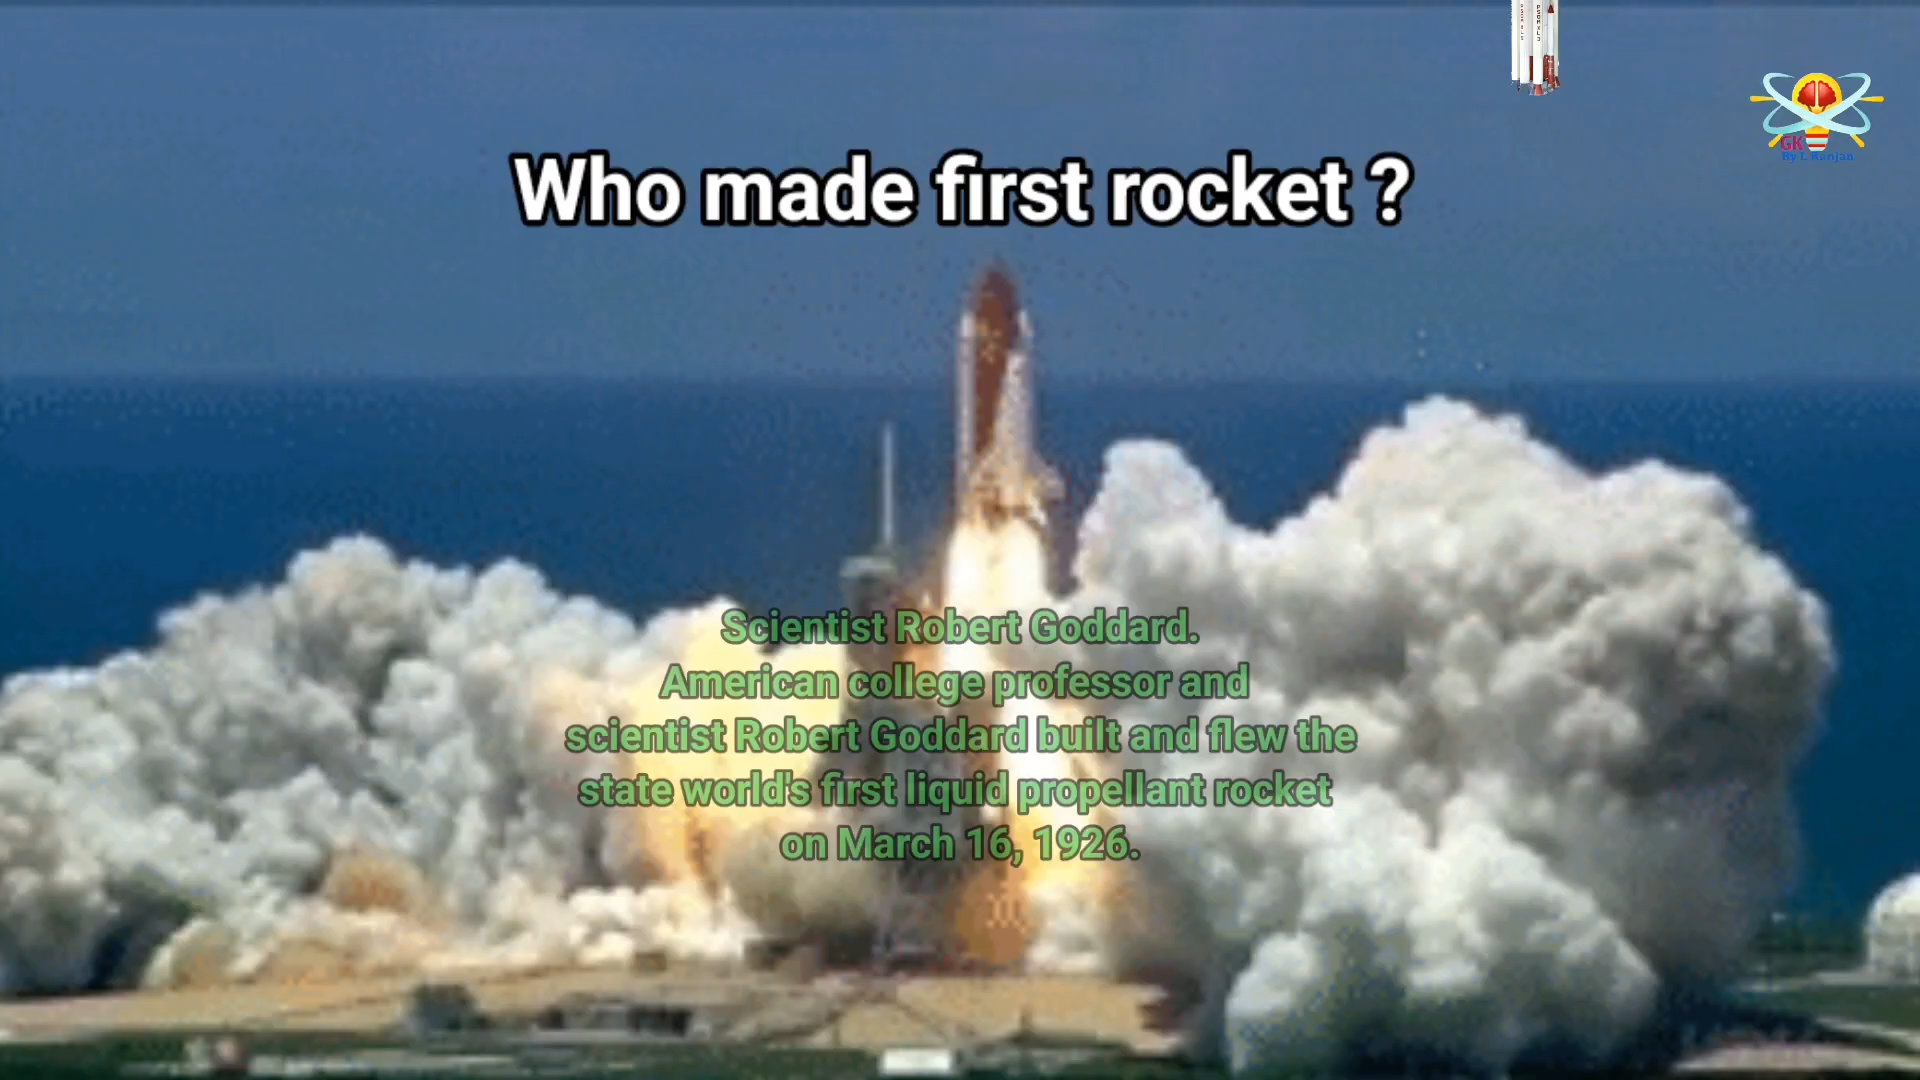 Who made first rocket ?
GK
Scientist Robert Goddard.
American college professor and
scientist Robert Goddard built and flew the
state world's first liquid propellant rocket
on March 16, 1926.